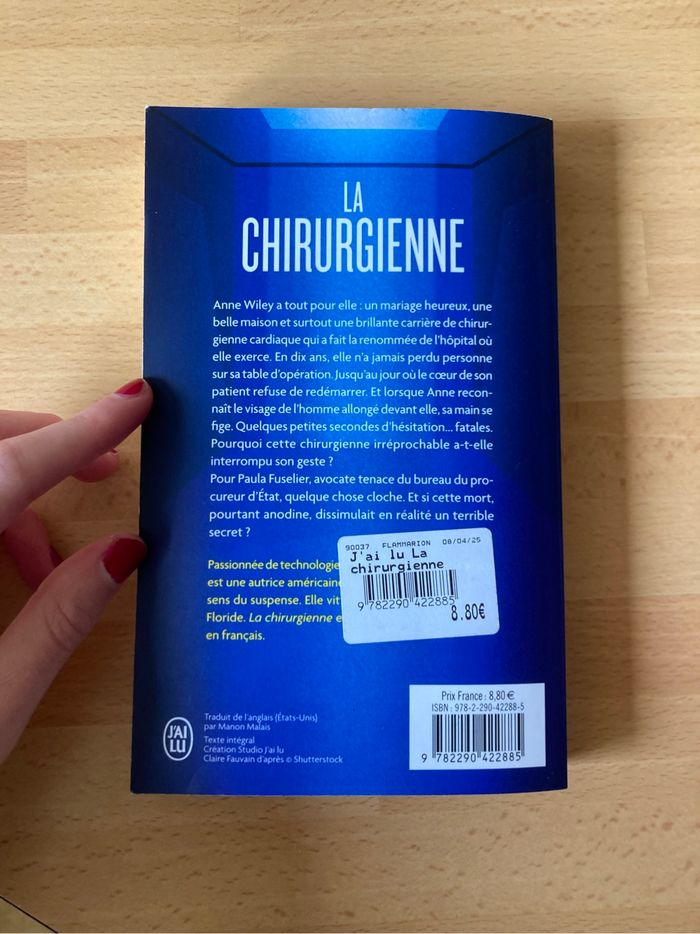 LA
CHIRURGIENNE
Anne Wiley a tout pour elle : un mariage heureux, une
belle maison et surtout une brillante carrière de chirur-
gienne cardiaque qui a fait la renommée de l'hôpital où
elle exerce. En dix ans, elle n'a jamais perdu personne
sur sa table d'opération. Jusqu'au jour où le cœur de son
patient refuse de redémarrer. Et lorsque Anne recon-
naît le visage de l'homme allongé devant elle, sa main se
fige. Quelques petites secondes d'hésitation... fatales.
Pourquoi cette chirurgienne irréprochable a-t-elle
interrompu son geste ?
Pour Paula Fuselier, avocate tenace du bureau du pro-
cureur d'État, quelque chose cloche. Et si cette mort,
pourtant anodine, dissimulait en réalité un terrible
secret ?
Passionnée de technologie
est une autrice américaine
sens du suspense. Elle vit
Floride. La chirurgienne e
en français.
90037 FLAMMARION 08/04/25
J'ai lu La
chirurgienne
9 782290 422885
8.80€
Prix France : 8,80 €
ISBN : 978-2-290-42288-5
9 782290 422885
J'AI
LU
Traduit de l'anglais (États-Unis)
par Manon Malais
Texte intégral
Création Studio J'ai lu
Claire Fauvain d'après © Shutterstock